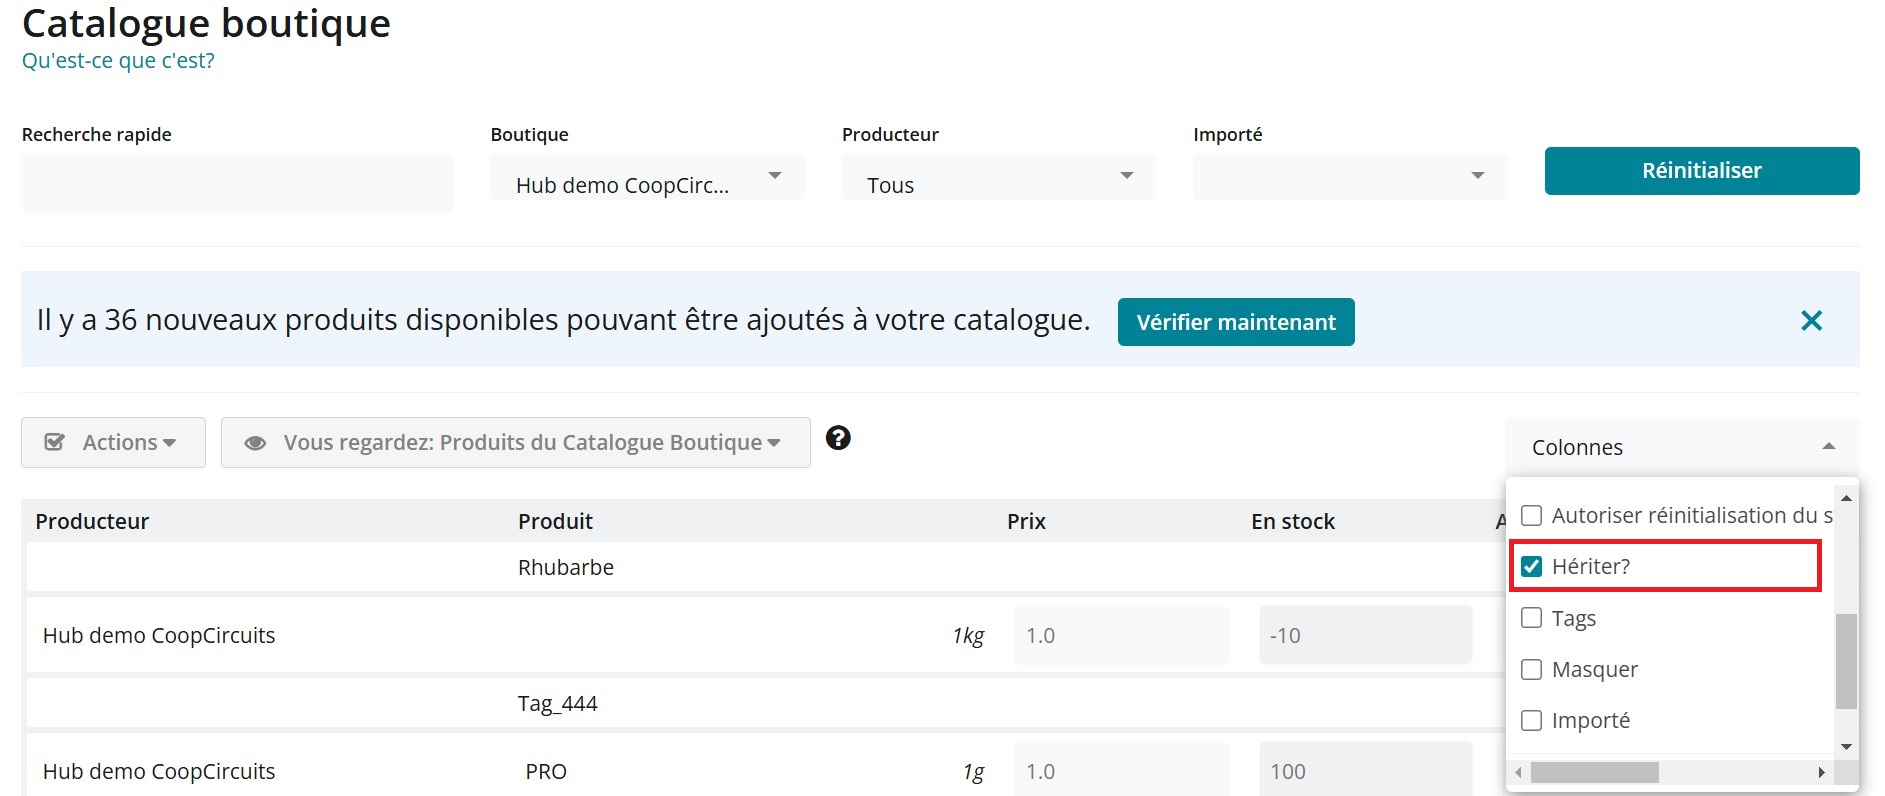 Catalogue boutique
Qu'est-ce que c'est?
Recherche rapide
Boutique
Producteur
Importé
Hub demo CoopCirc...
Tous
Réinitialiser
Il y a 36 nouveaux produits disponibles pouvant être ajoutés à votre catalogue.
Vérifier maintenant
Actions
Vous regardez: Produits du Catalogue Boutique
?
Colonnes
Producteur
Produit
Prix
En stock
A
Autoriser réinitialisation du s
Hériter?
Tags
Masquer
Importé
Rhubarbe
Hub demo CoopCircuits
1kg
1.0
-10
Tag_444
Hub demo CoopCircuits
PRO
1g
1.0
100